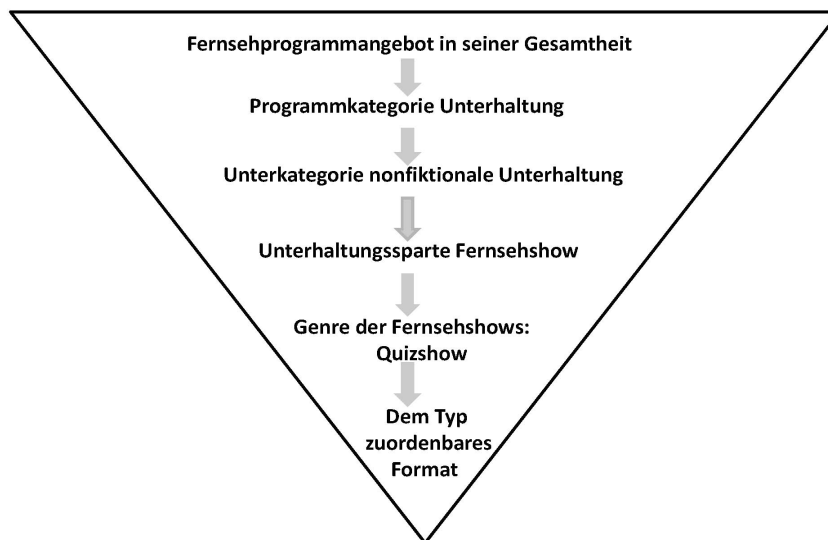 Fernsehprogrammangebot in seiner Gesamtheit
Programmkategorie Unterhaltung
Unterkategorie nonfiktionale Unterhaltung
Unterhaltungssparte Fernsehshow
Genre der Fernsehshows:
Quizshow
Dem Typ
zuordenbares
Format